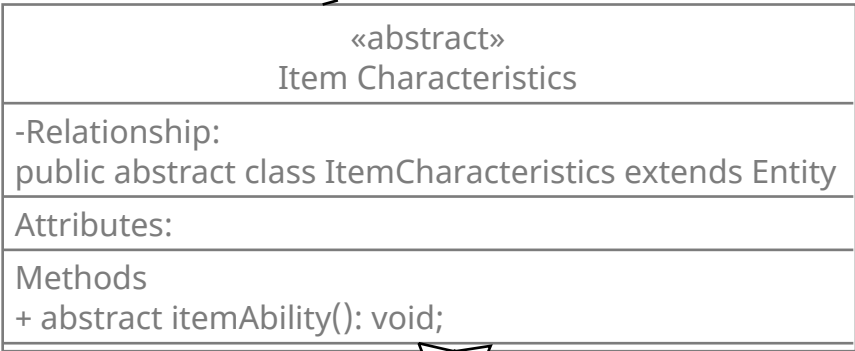 «abstract»
Item Characteristics
-Relationship:
public abstract class ItemCharacteristics extends Entity
Attributes:
Methods
+ abstract itemAbility(): void;